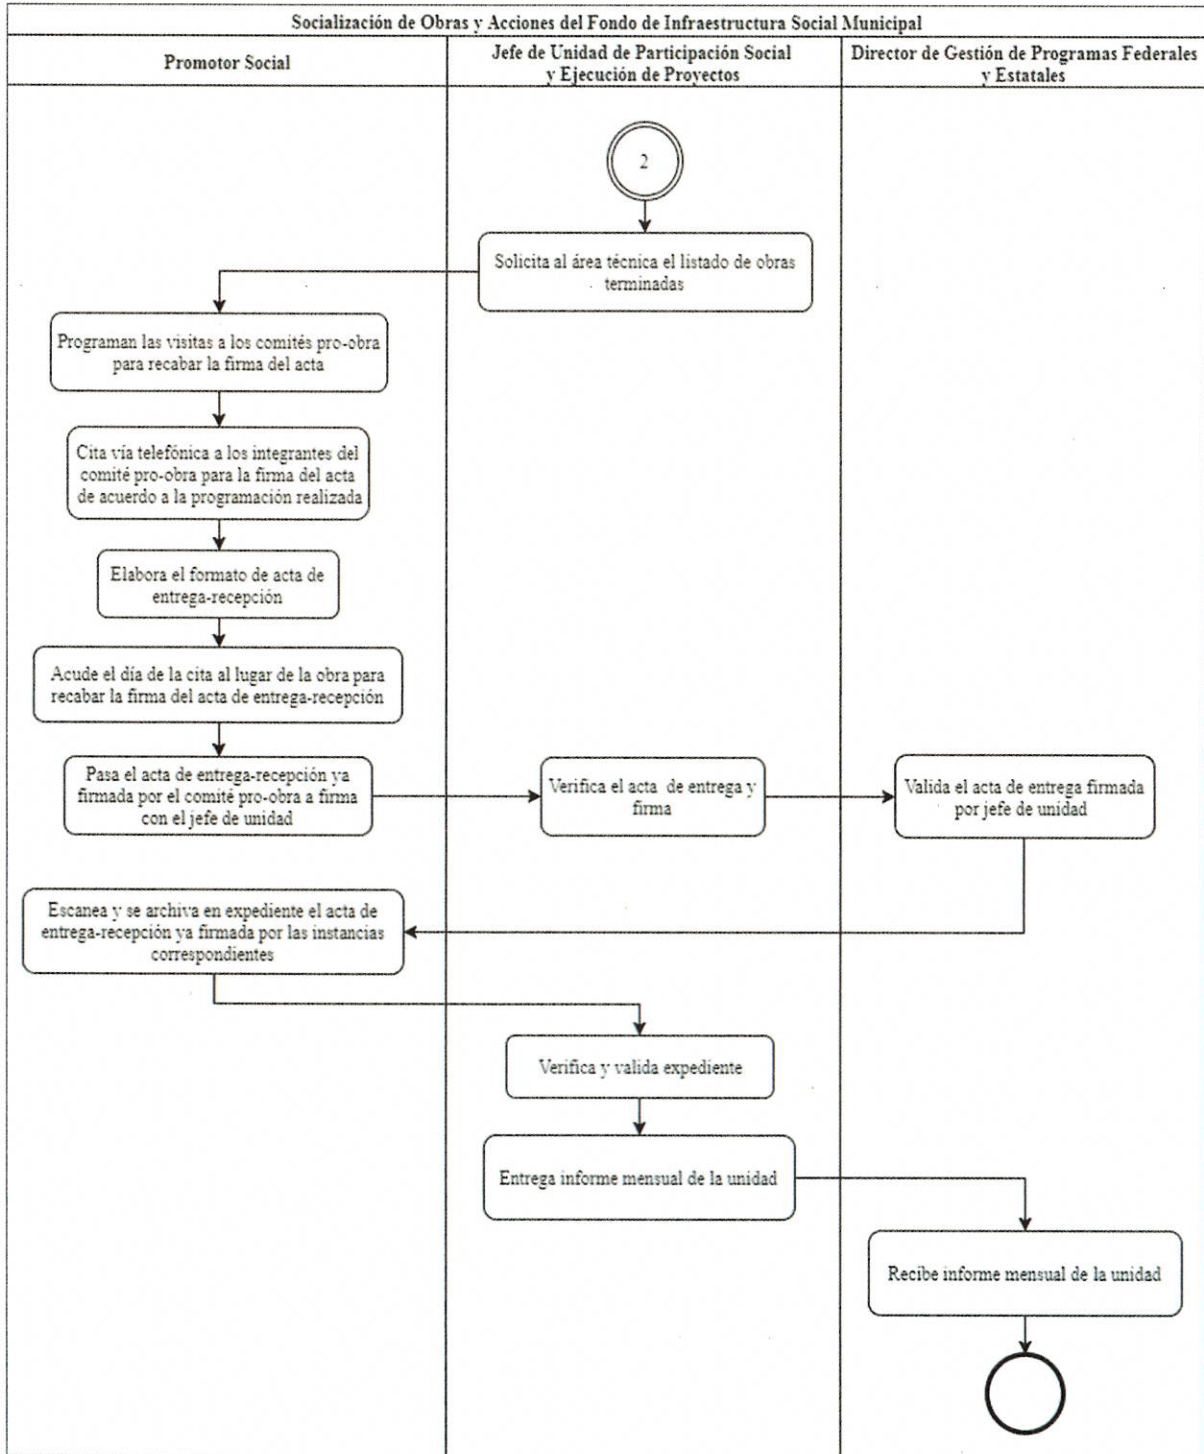 Socialización de Obras y Acciones del Fondo de Infraestructura Social Municipal
Promotor Social
Jefe de Unidad de Participación Social
y Ejecución de Proyectos
Director de Gestión de Programas Federales
y Estatales
2
Solicita al área técnica el listado de obras
terminadas
Programan las visitas a los comités pro-obra
para recabar la firma del acta
Cita vía telefónica a los integrantes del
comité pro-obra para la firma del acta
de acuerdo a la programación realizada
Elabora el formato de acta de
entrega-recepción
Acude el día de la cita al lugar de la obra para
recabar la firma del acta de entrega-recepción
Pasa el acta de entrega-recepción ya
firmada por el comité pro-obra a firma
con el jefe de unidad
Verifica el acta de entrega y
firma
Valida el acta de entrega firmada
por jefe de unidad
Escanea y se archiva en expediente el acta de
entrega-recepción ya firmada por las instancias
correspondientes
Verifica y valida expediente
Entrega informe mensual de la unidad
Recibe informe mensual de la unidad